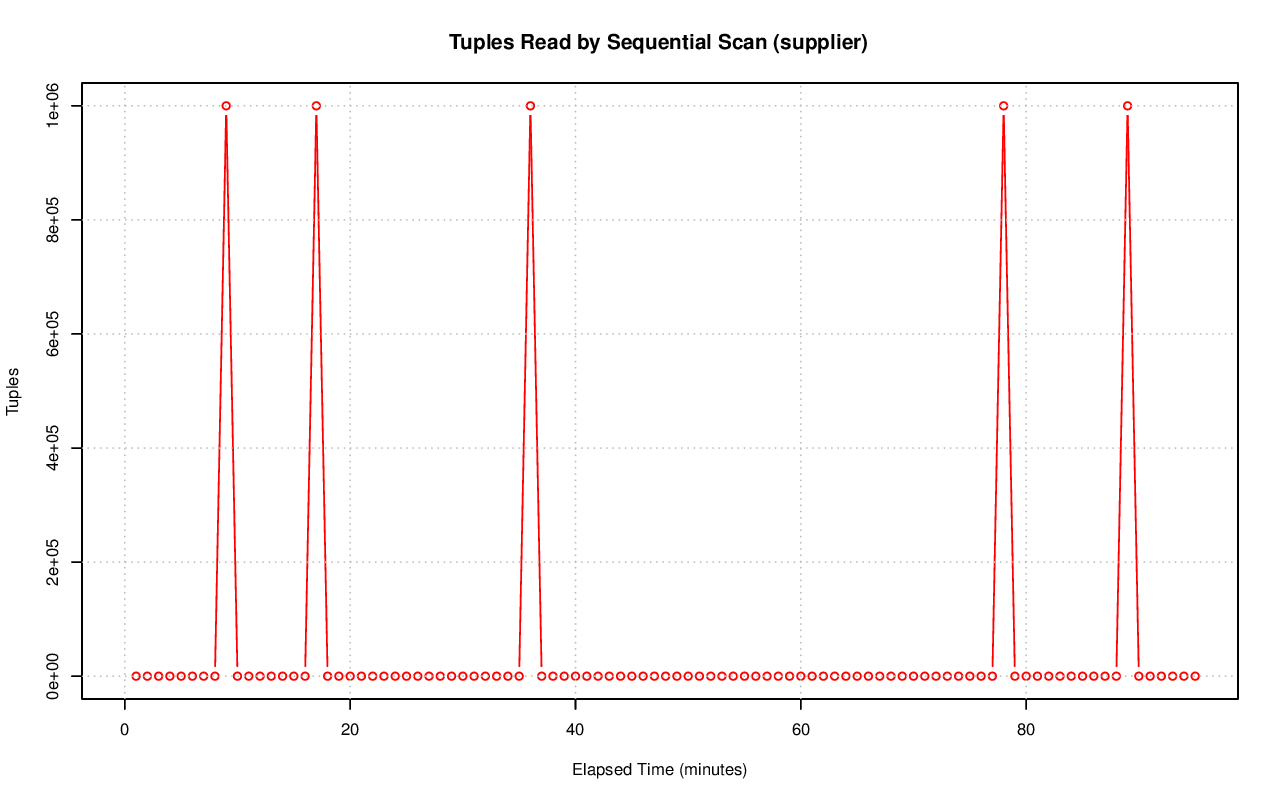 Tuples Read by Sequential Scan (supplier)
1e+06
8e+05
6e+05
4e+05
2e+05
0e+00
Tuples
0 20 40 60 80
Elapsed Time (minutes)